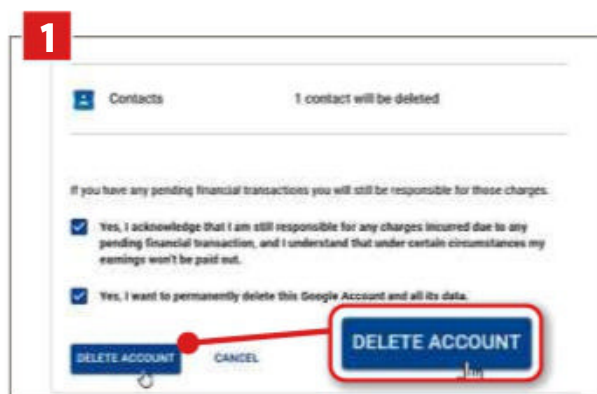 1
Contacts 1 contact will be deleted
If you have any pending financial transactions you will still be responsible for those charges.
Yes, I acknowledge that I am still responsible for any charges incurred due to any
pending financial transaction, and I understand that under certain circumstances my
earnings won't be paid out.
Yes, I want to permanently delete this Google Account and all its data.
DELETE ACCOUNT CANCEL
DELETE ACCOUNT